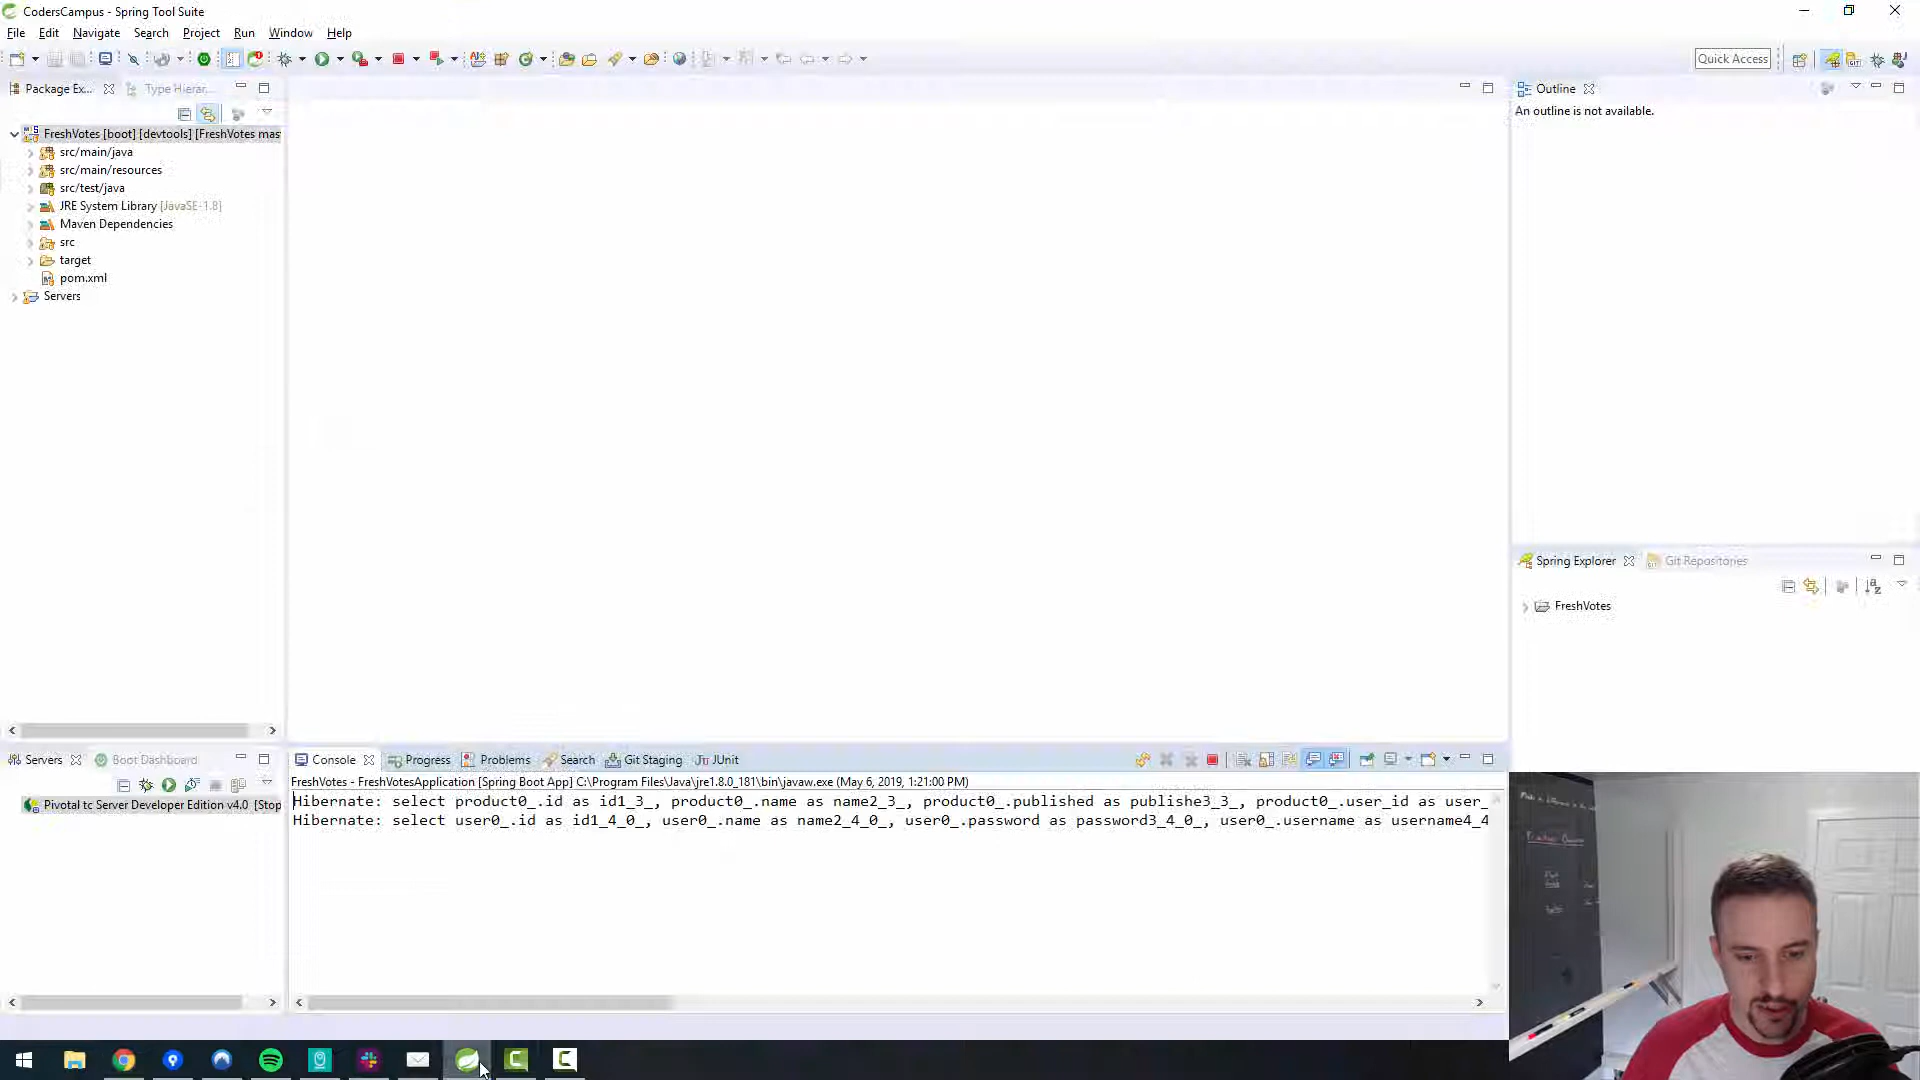 CodersCampus - Spring Tool Suite
File Edit Navigate Search Project Run Window Help
Quick Access
Package Ex... Type Hierar...
FreshVotes [boot] [devtools] [FreshVotes mas
src/main/java
src/main/resources
src/test/java
JRE System Library [JavaSE-1.8]
Maven Dependencies
src
target
pom.xml
Servers
Outline
An outline is not available.
Spring Explorer Git Repositories
FreshVotes
Servers Boot Dashboard
Pivotal tc Server Developer Edition v4.0 [Stop
Console Progress Problems Search Git Staging JUnit
FreshVotes - FreshVotesApplication [Spring Boot App] C:\Program Files\Java\jre1.8.0_181\bin\javaw.exe (May 6, 2019, 1:21:00 PM)
Hibernate: select product0_.id as id1_3_, product0_.name as name2_3_, product0_.published as publishe3_3_, product0_.user_id as user_
Hibernate: select user0_.id as id1_4_0_, user0_.name as name2_4_0_, user0_.password as password3_4_0_, user0_.username as username4_4